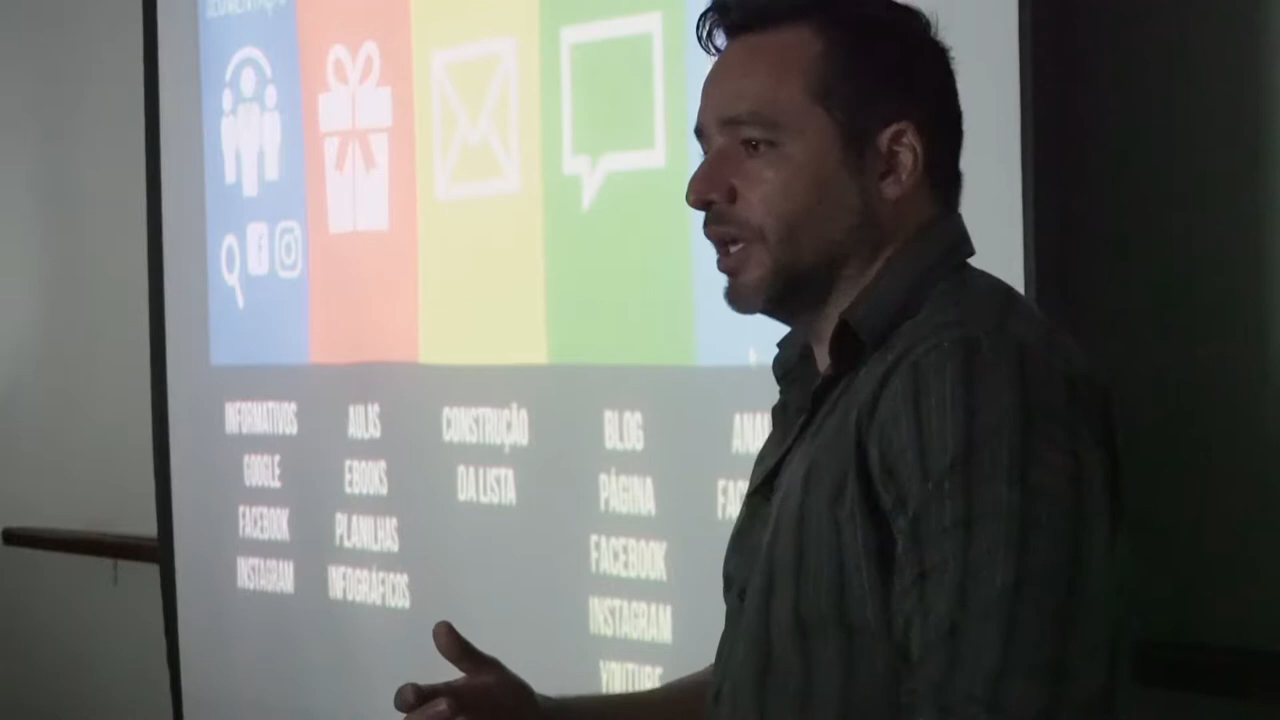 INFORMATIVOS
GOOGLE
FACEBOOK
INSTAGRAM
AULAS
EBOOKS
PLANILHAS
INFOGRÁFICOS
CONSTRUÇÃO
DA LISTA
BLOG
PÁGINA
FACEBOOK
INSTAGRAM
YOUTUBE